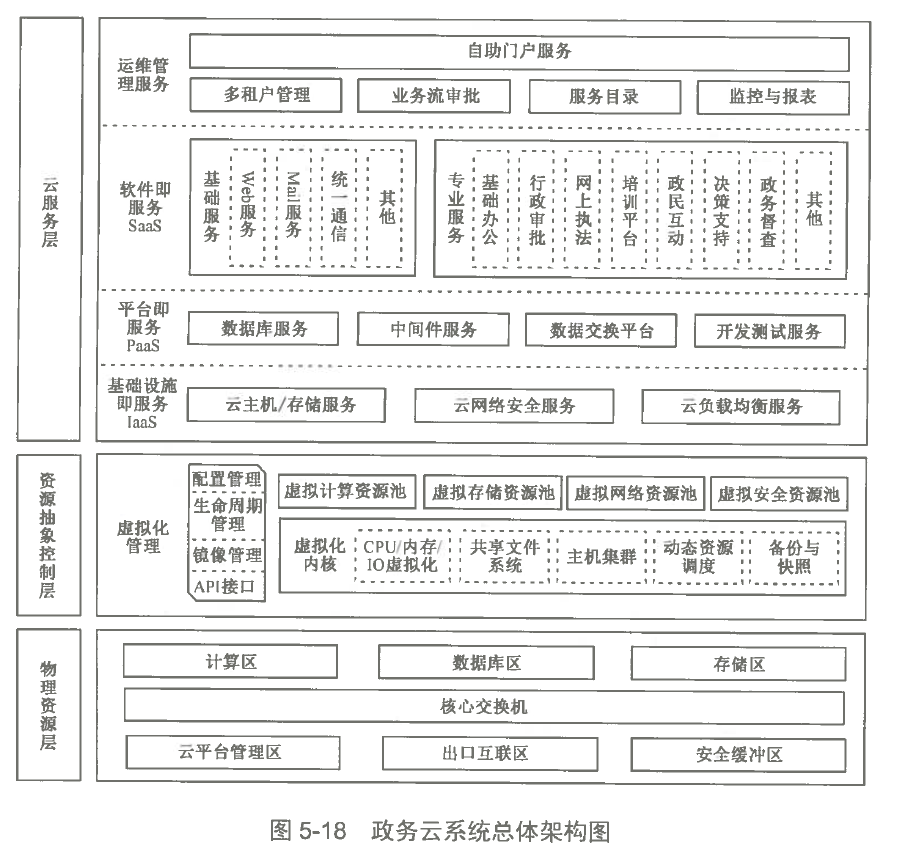 云服务层
运维管
理服务
自助门户服务
多租户管理
业务流审批
服务目录
监控与报表
软件即
服务
SaaS
基础服务
Web服务
Mail服务
统一通信
其他
专业服务
基础办公
行政审批
网上执法
培训平台
政民互动
决策支持
政务督查
其他
平台即
服务
PaaS
数据库服务
中间件服务
数据交换平台
开发测试服务
基础设施
即服务
IaaS
云主机/存储服务
云网络安全服务
云负载均衡服务
资源抽象控制层
虚拟化
管理
配置管理
生命周期
管理
镜像管理
API接口
虚拟计算资源池
虚拟存储资源池
虚拟网络资源池
虚拟安全资源池
虚拟化
内核
CPU/内存/
IO虚拟化
共享文件
系统
主机集群
动态资源
调度
备份与
快照
物理资源层
计算区
数据库区
存储区
核心交换机
云平台管理区
出口互联区
安全缓冲区
图 5-18 政务云系统总体架构图